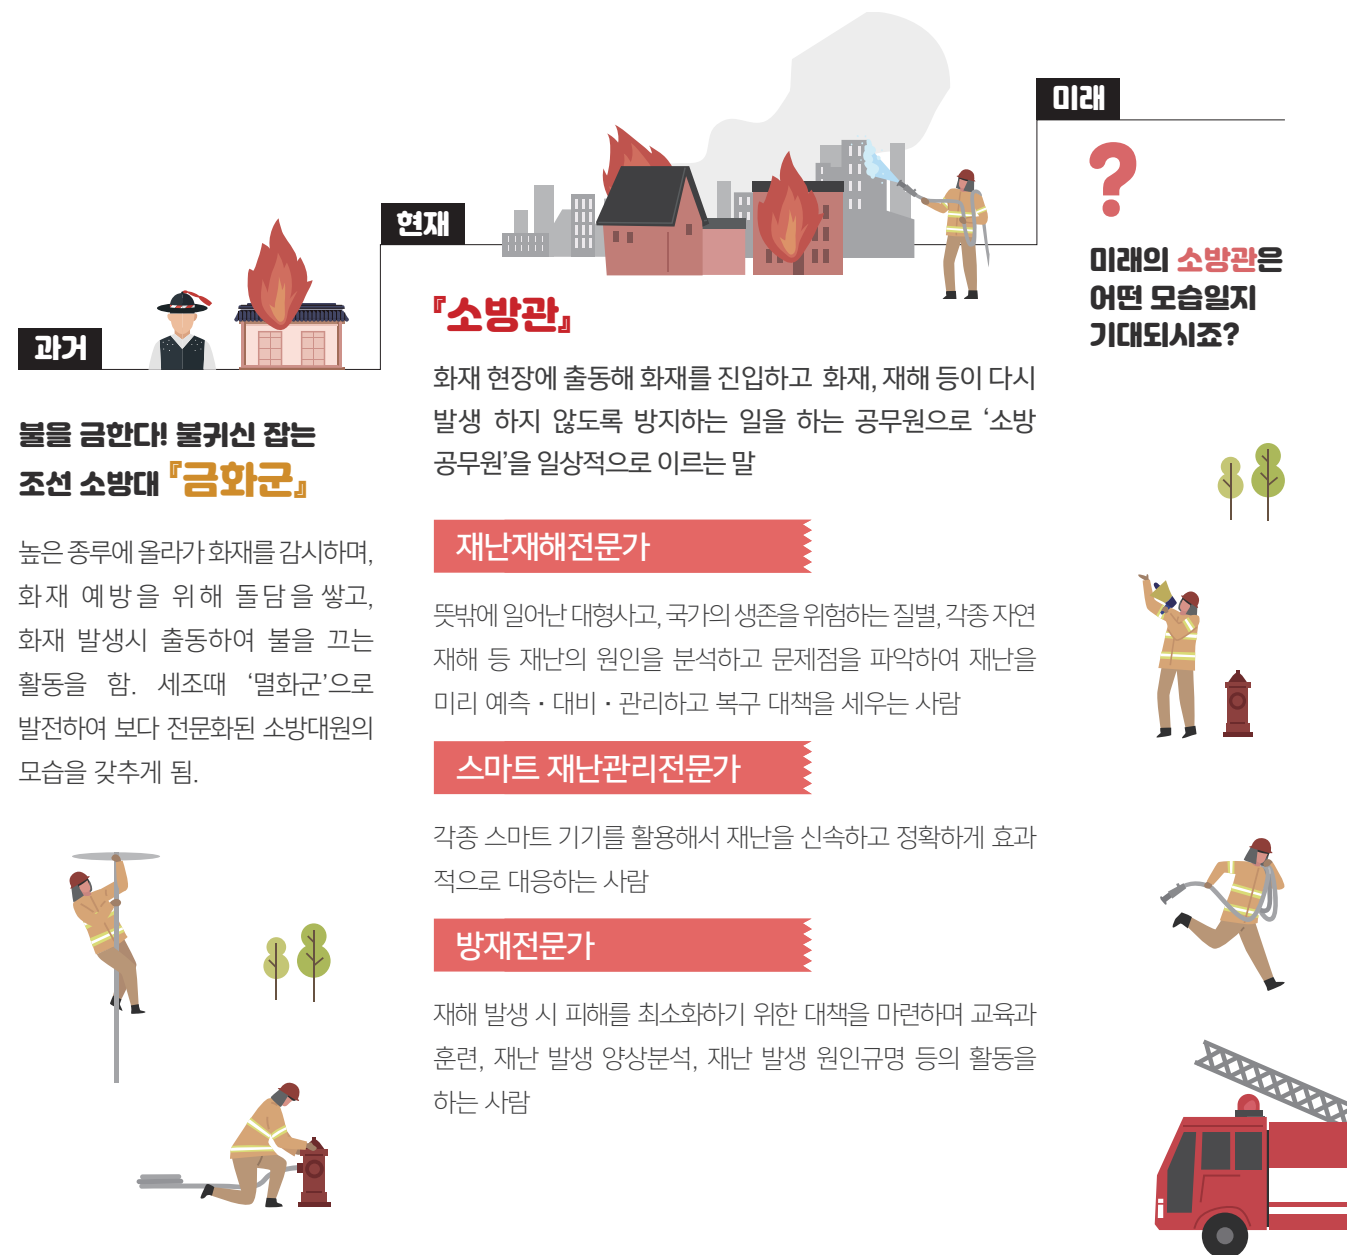 과거
불을 금한다! 불귀신 잡는
조선 소방대 『금화군』
높은 종루에 올라가 화재를 감시하며,
화재 예방을 위해 돌담을 쌓고,
화재 발생시 출동하여 불을 끄는
활동을 함. 세조때 ‘멸화군’으로
발전하여 보다 전문화된 소방대원의
모습을 갖추게 됨.
현재
『소방관』
화재 현장에 출동해 화재를 진입하고 화재, 재해 등이 다시
발생 하지 않도록 방지하는 일을 하는 공무원으로 ‘소방
공무원’을 일상적으로 이르는 말
재난재해전문가
뜻밖에 일어난 대형사고, 국가의 생존을 위험하는 질별, 각종 자연
재해 등 재난의 원인을 분석하고 문제점을 파악하여 재난을
미리 예측 · 대비 · 관리하고 복구 대책을 세우는 사람
스마트 재난관리전문가
각종 스마트 기기를 활용해서 재난을 신속하고 정확하게 효과
적으로 대응하는 사람
방재전문가
재해 발생 시 피해를 최소화하기 위한 대책을 마련하며 교육과
훈련, 재난 발생 양상분석, 재난 발생 원인규명 등의 활동을
하는 사람
미래
?
미래의 소방관은
어떤 모습일지
기대되시죠?